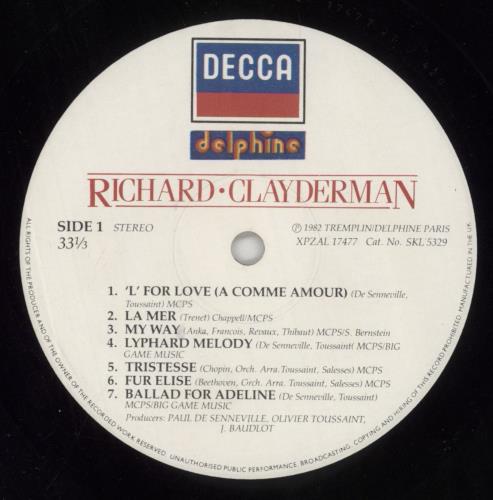 DECCA
delphine
RICHARD·CLAYDERMAN
SIDE 1 STEREO
33⅓
Ⓟ 1982 TREMPLIN/DELPHINE PARIS
XPZAL 17477 Cat. No. SKL 5329
1. 'L' FOR LOVE (A COMME AMOUR) (De Senneville,
Toussaint) MCPS
2. LA MER (Trenet) Chappell/MCPS
3. MY WAY (Anka, Francois, Revaux, Thibaut) MCPS/S. Bernstein
4. LYPHARD MELODY (De Senneville, Toussaint( MCPS/BIG
GAME MUSIC
5. TRISTESSE (Chopin, Orch. Arra. Toussaint, Salesses) MCPS
6. FUR ELISE (Beethoven, Orch. Arra. Toussaint, Salesses) MCPS
7. BALLAD FOR ADELINE (De Senneville, Toussaint)
MCPS/BIG GAME MUSIC
Producers: PAUL DE SENNEVILLE, OLIVIER TOUSSAINT,
J. BAUDLOT
ALL RIGHTS OF THE PRODUCER AND OF THE OWNER OF THE RECORDED WORK RESERVED. UNAUTHORISED PUBLIC PERFORMANCE, BROADCASTING, COPYING AND HIRING OF THIS RECORD PROHIBITED. MANUFACTURED IN THE UK.